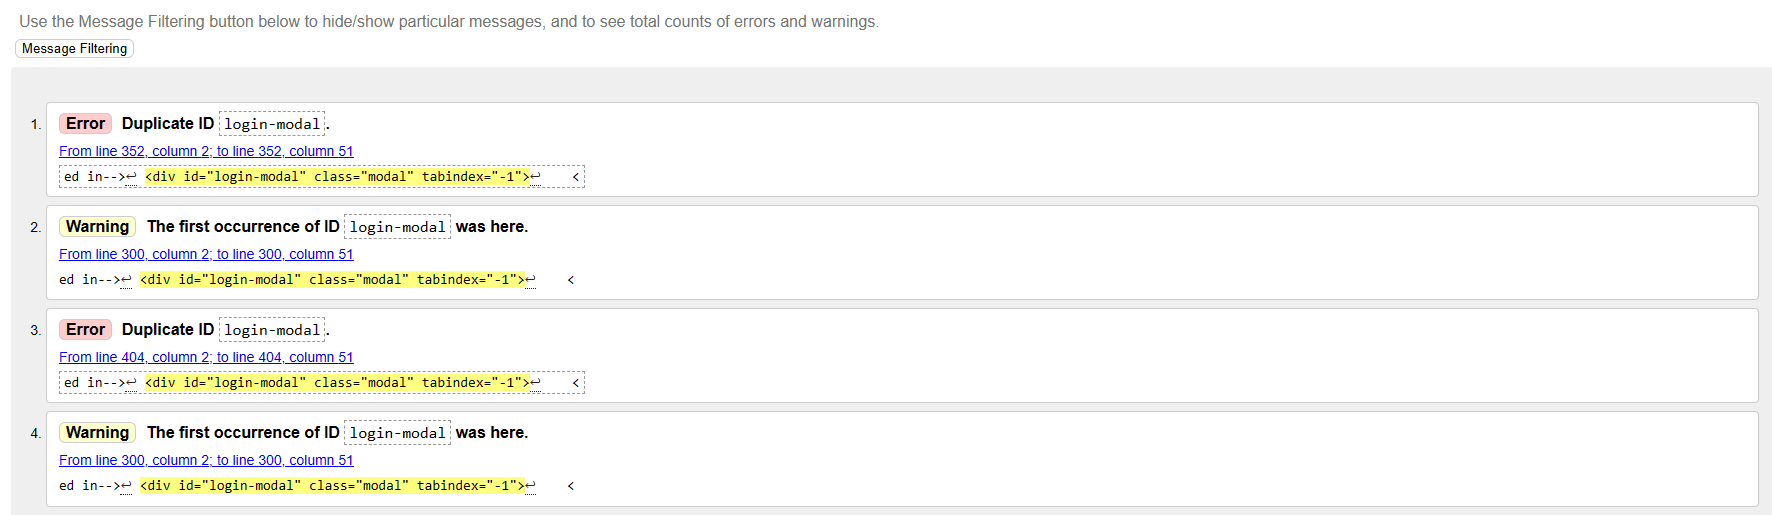 Use the Message Filtering button below to hide/show particular messages, and to see total counts of errors and warnings.
Message Filtering
1. Error Duplicate ID login-modal.
From line 352, column 2; to line 352, column 51
ed in-->↩ <div id="login-modal" class="modal" tabindex="-1">↩ <
2. Warning The first occurrence of ID login-modal was here.
From line 300, column 2; to line 300, column 51
ed in-->↩ <div id="login-modal" class="modal" tabindex="-1">↩ <
3. Error Duplicate ID login-modal.
From line 404, column 2; to line 404, column 51
ed in-->↩ <div id="login-modal" class="modal" tabindex="-1">↩ <
4. Warning The first occurrence of ID login-modal was here.
From line 300, column 2; to line 300, column 51
ed in-->↩ <div id="login-modal" class="modal" tabindex="-1">↩ <